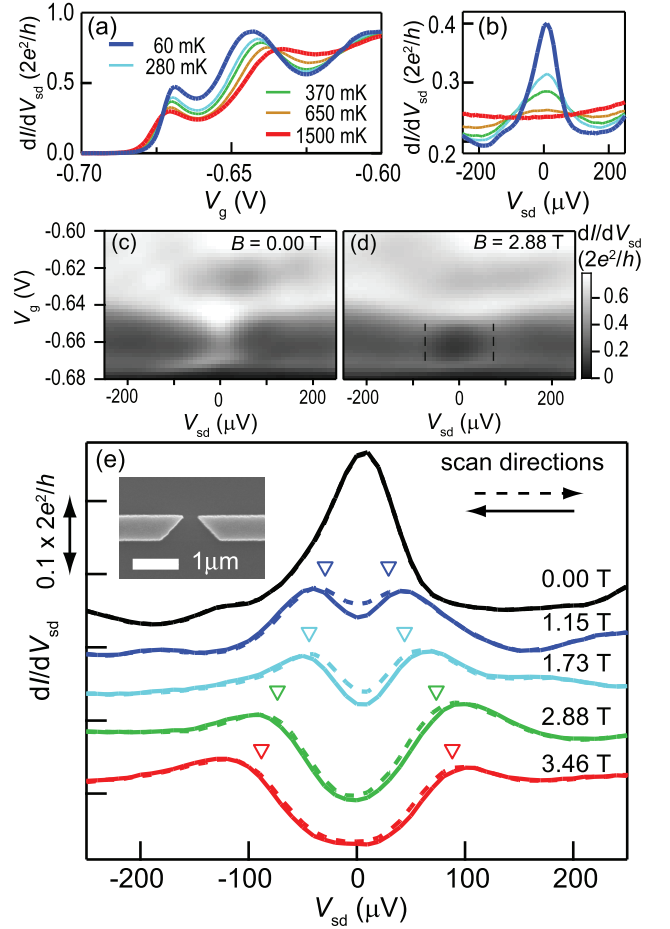 (a)
dI/dVsd (2e²/h)
1.0
0.5
0.0
60 mK
280 mK
370 mK
650 mK
1500 mK
-0.70
-0.65
-0.60
Vg (V)
(b)
dI/dVsd (2e²/h)
0.4
0.3
0.2
-200
0
200
Vsd (μV)
(c)
B = 0.00 T
Vg (V)
-0.60
-0.62
-0.64
-0.66
-0.68
-200
0
200
Vsd (μV)
(d)
B = 2.88 T
-200
0
200
Vsd (μV)
dI/dVsd
(2e²/h)
0.6
0.4
0.2
0
(e)
0.1 x 2e²/h
dI/dVsd
1μm
scan directions
0.00 T
1.15 T
1.73 T
2.88 T
3.46 T
-200
-100
0
100
200
Vsd (μV)